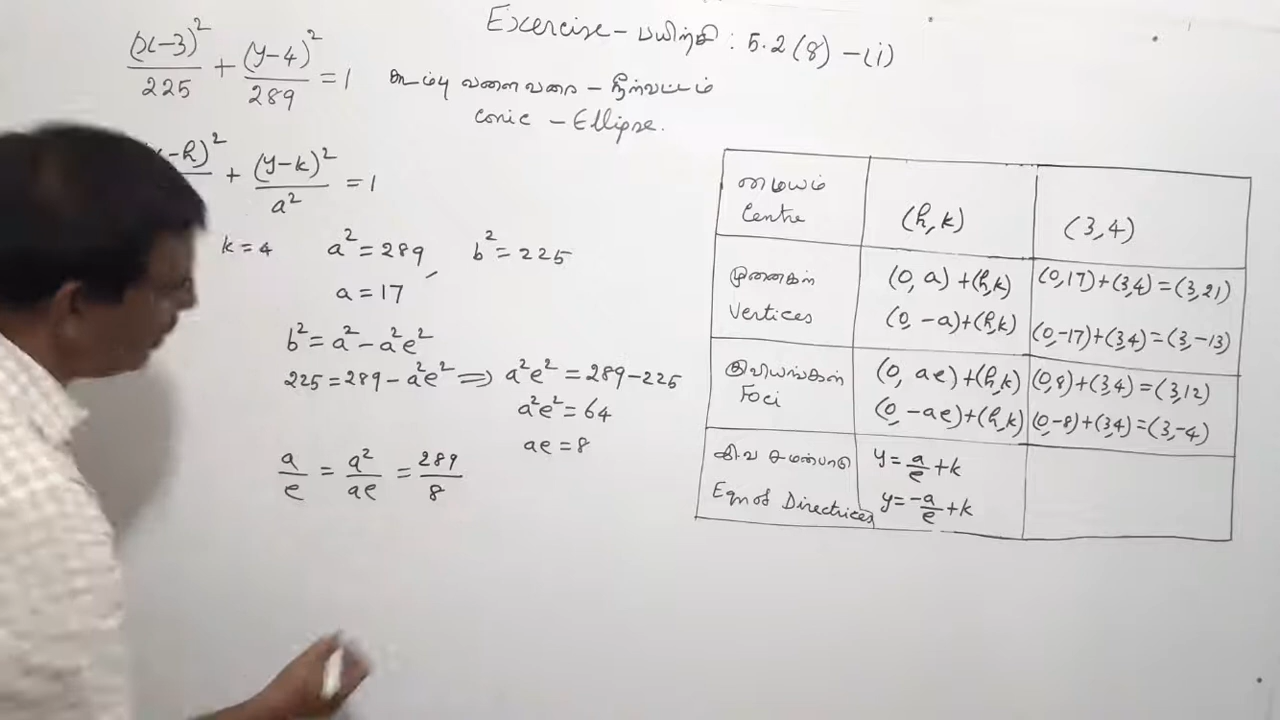 Exercise - பயிற்சி : 5.2(8) - (i)
(x-3)²/225 + (y-4)²/289 = 1
கூம்பு வளைவரை - நீள்வட்டம்
Conic - Ellipse.
-h)² + (y-k)²/a² = 1
k = 4 a² = 289, b² = 225
a = 17
b² = a² - a²e²
225 = 289 - a²e² ⇒ a²e² = 289 - 225
a²e² = 64
ae = 8
a/e = a²/ae = 289/8
மையம்
Centre
(h, k)
(3, 4)
முனைகள்
Vertices
(0, a) + (h, k)
(0, -a) + (h, k)
(0, 17) + (3, 4) = (3, 21)
(0, -17) + (3, 4) = (3, -13)
குவியங்கள்
Foci
(0, ae) + (h, k)
(0, -ae) + (h, k)
(0, 8) + (3, 4) = (3, 12)
(0, -8) + (3, 4) = (3, -4)
இ.வ சமன்பாடு
Eqn of Directrices
y = a/e + k
y = -a/e + k